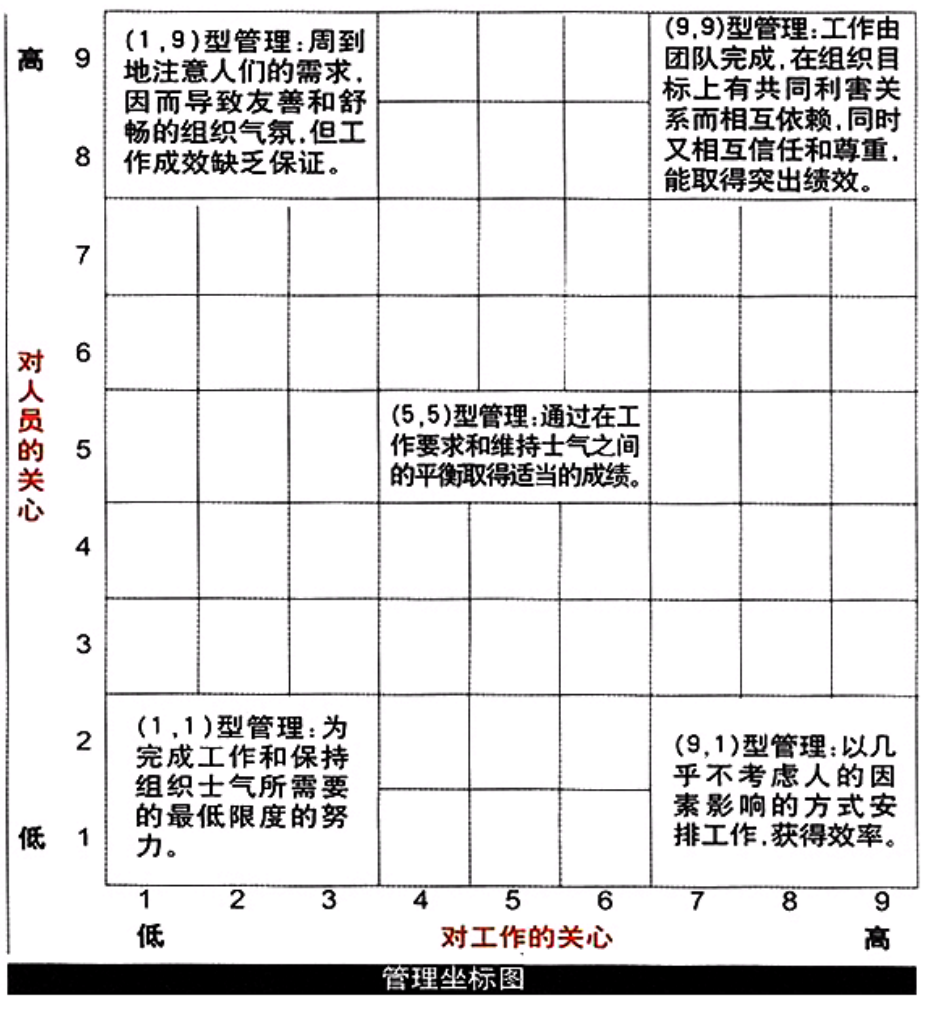 高
9
(1,9)型管理:周到
地注意人们的需求,
因而导致友善和舒
畅的组织气氛,但工
作成效缺乏保证。
(9,9)型管理:工作由
团队完成,在组织目
标上有共同利害关
系而相互依赖,同时
又相互信任和尊重,
能取得突出绩效。
8
7
6
对人员的关心
5
(5,5)型管理:通过在工
作要求和维持士气之间
的平衡取得适当的成绩。
4
3
2
(1,1)型管理:为
完成工作和保持
组织士气所需要
的最低限度的努
力。
(9,1)型管理:以几
乎不考虑人的因
素影响的方式安
排工作,获得效率。
低
1
1 2 3 4 5 6 7 8 9
低 对工作的关心 高
管理坐标图